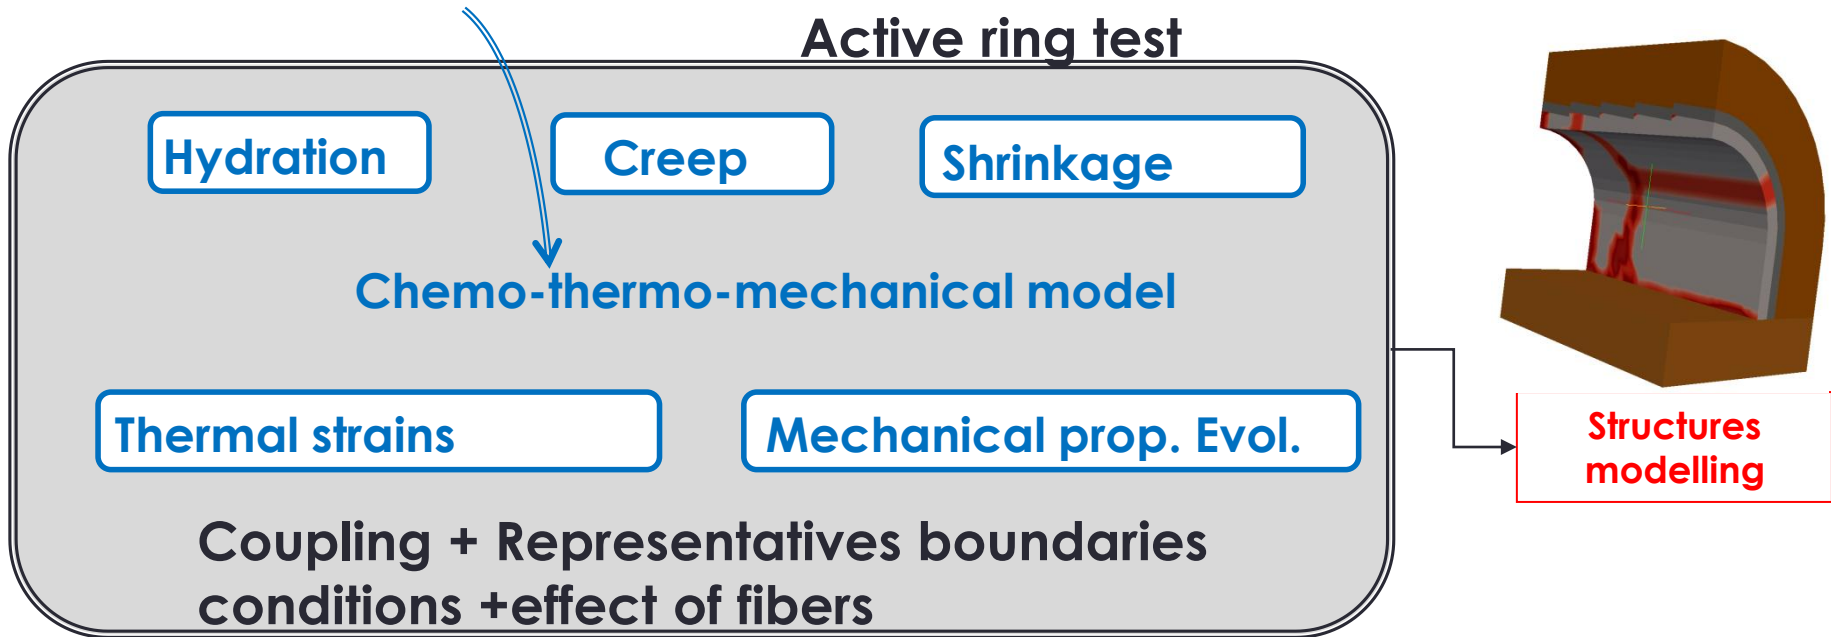 Active ring test
Hydration
Creep
Shrinkage
Chemo-thermo-mechanical model
Thermal strains
Mechanical prop. Evol.
Structures
modelling
Coupling + Representatives boundaries
conditions +effect of fibers